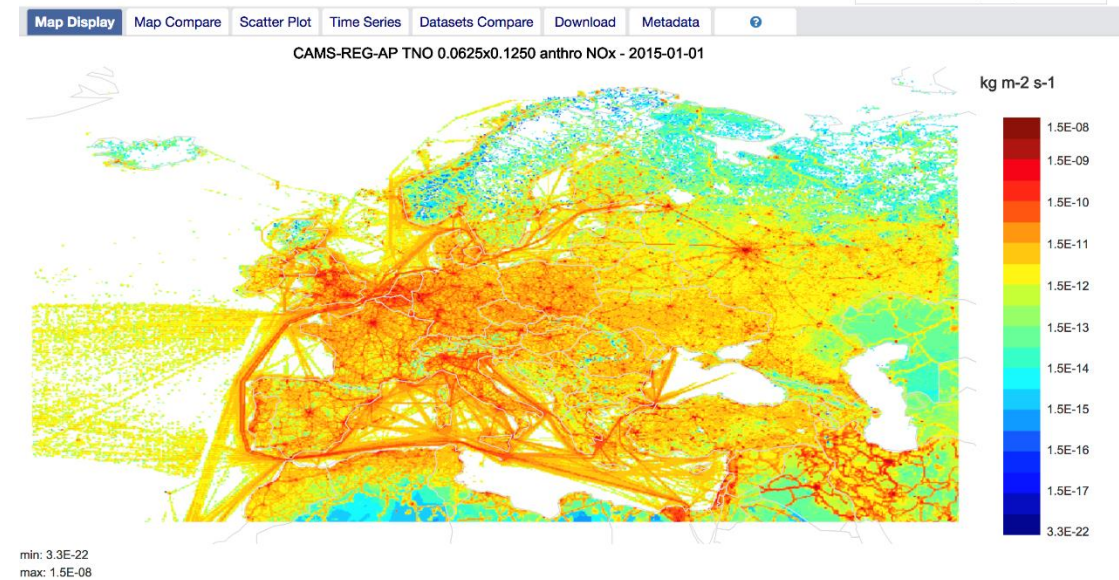 Map Display Map Compare Scatter Plot Time Series Datasets Compare Download Metadata ?
CAMS-REG-AP TNO 0.0625x0.1250 anthro NOx - 2015-01-01
kg m-2 s-1
1.5E-08
1.5E-09
1.5E-10
1.5E-11
1.5E-12
1.5E-13
1.5E-14
1.5E-15
1.5E-16
1.5E-17
3.3E-22
min: 3.3E-22
max: 1.5E-08